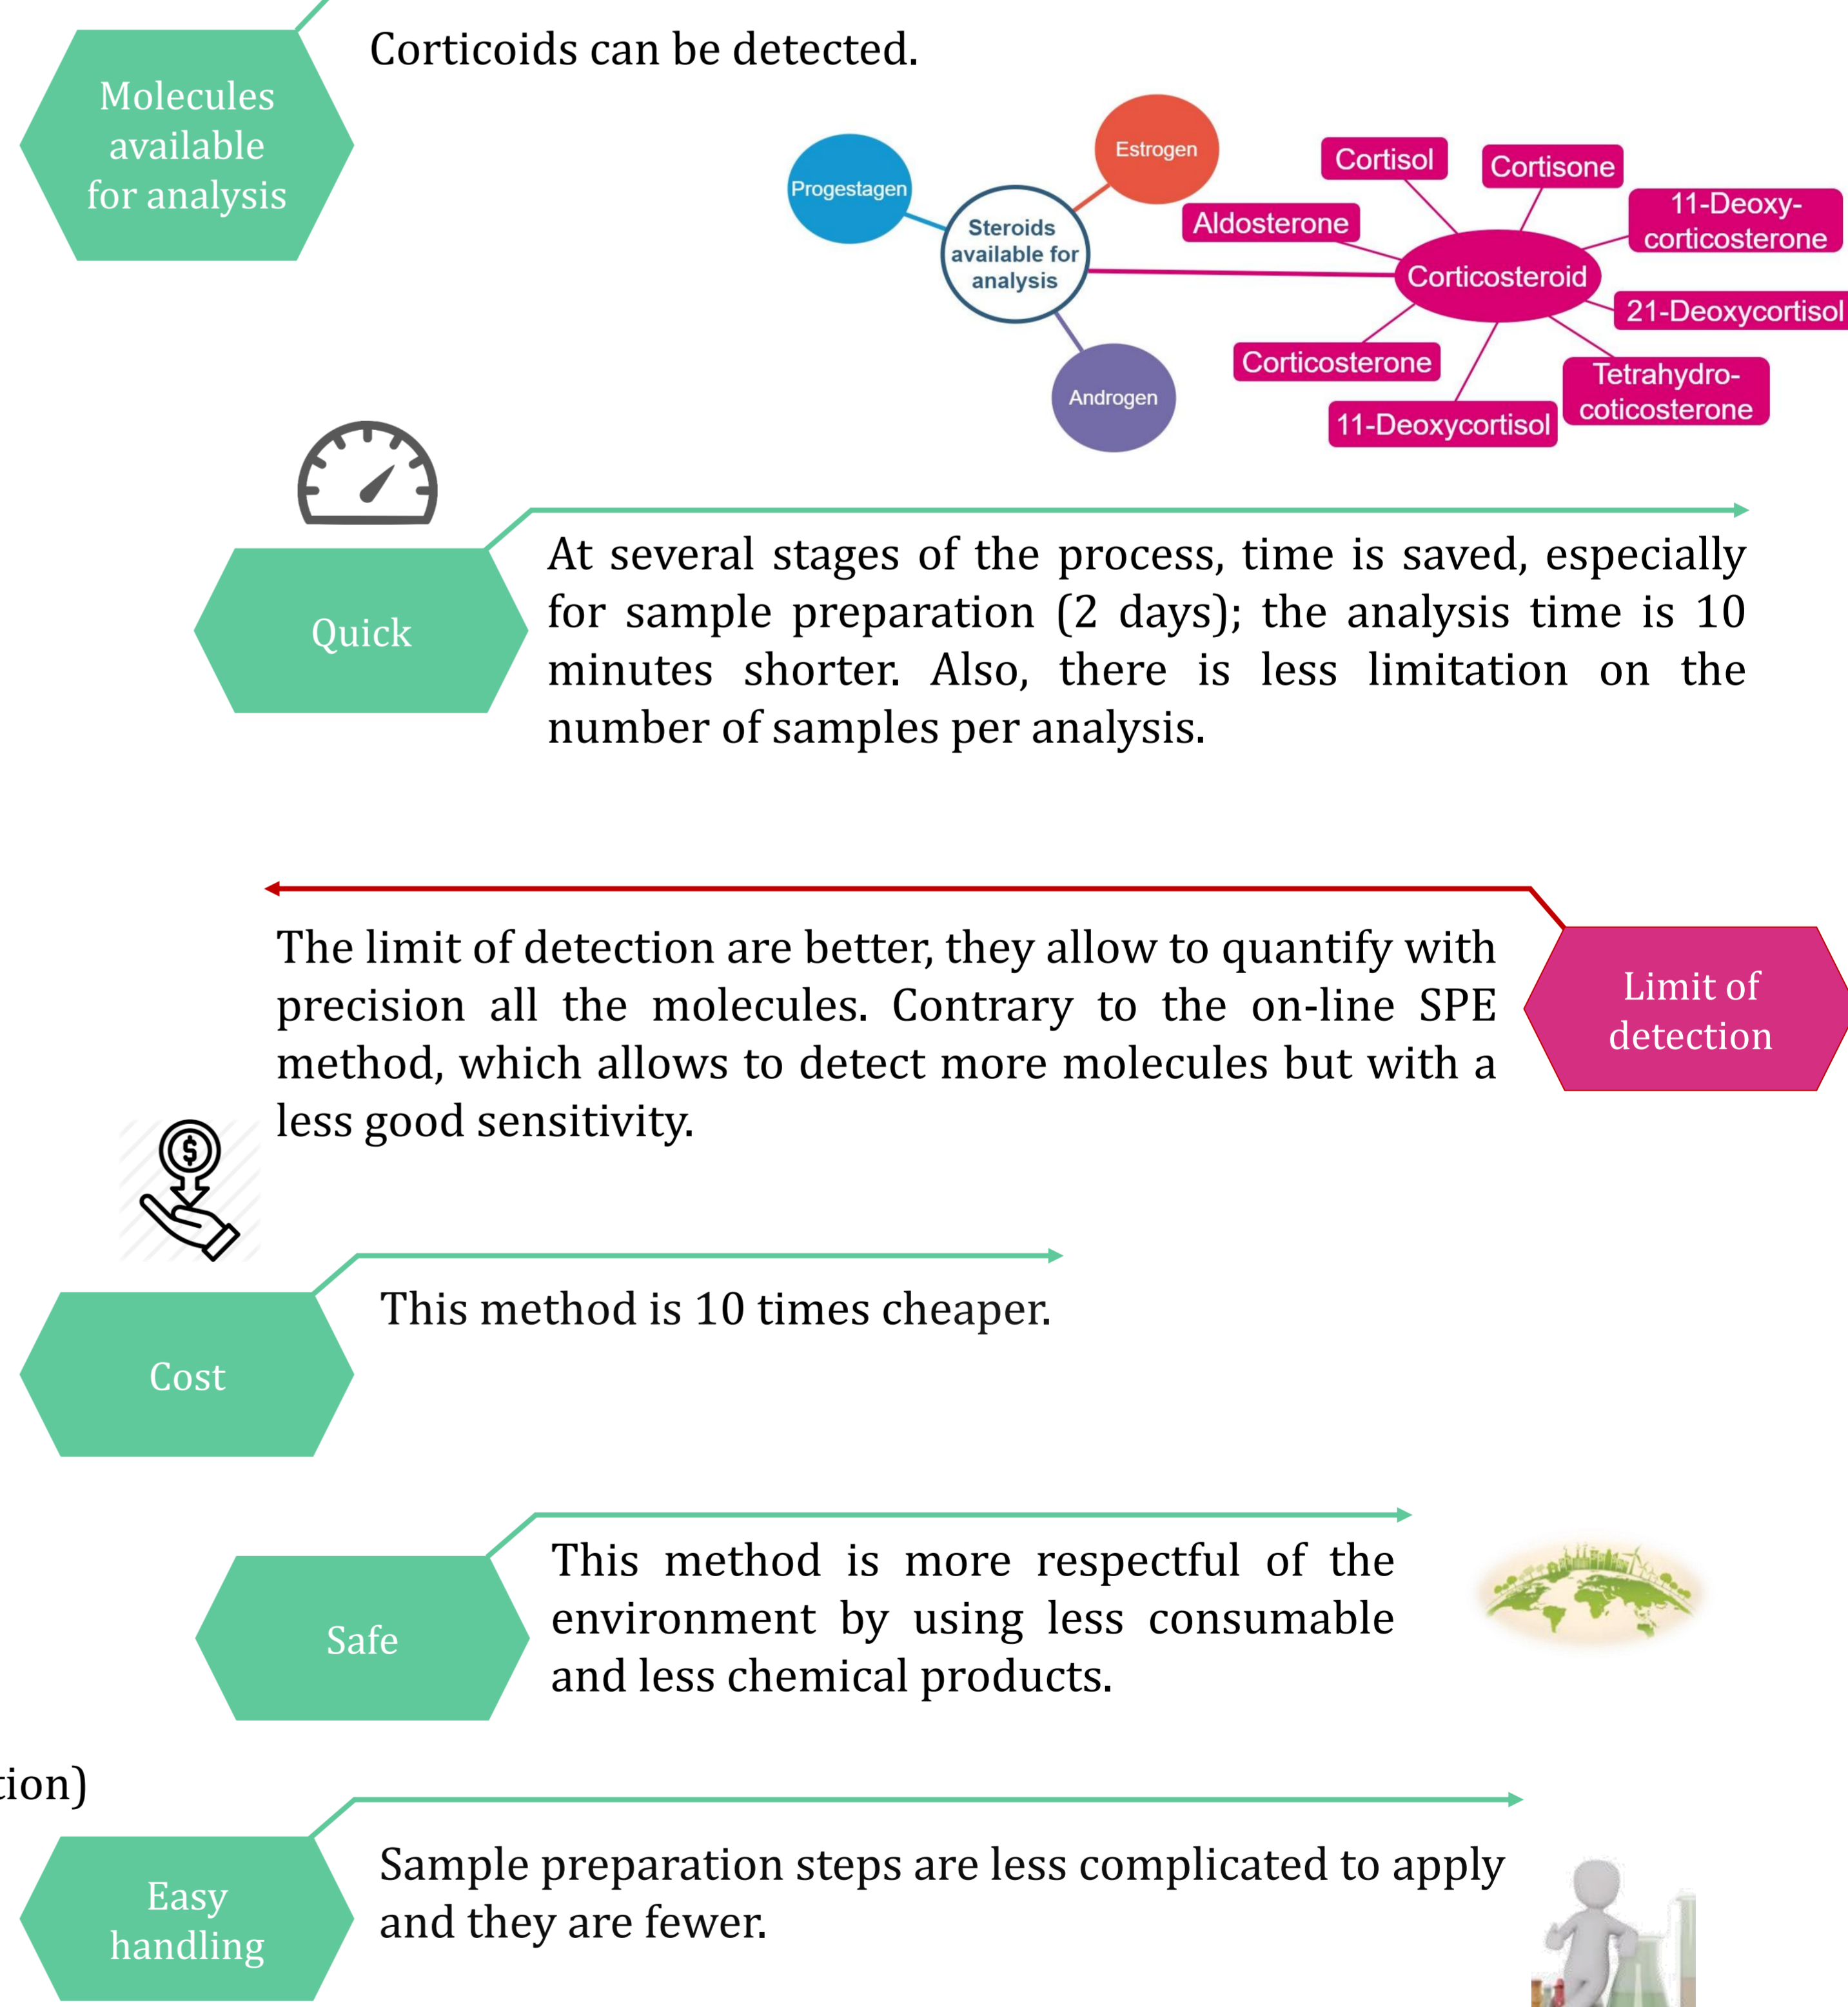 Molecules
available
for analysis
Corticoids can be detected.
Progestagen
Estrogen
Steroids
available for
analysis
Androgen
Cortisol
Cortisone
Aldosterone
11-Deoxy-
corticosterone
Corticosteroid
21-Deoxycortisol
Corticosterone
Tetrahydro-
coticosterone
11-Deoxycortisol
Quick
At several stages of the process, time is saved, especially
for sample preparation (2 days); the analysis time is 10
minutes shorter. Also, there is less limitation on the
number of samples per analysis.
The limit of detection are better, they allow to quantify with
precision all the molecules. Contrary to the on-line SPE
method, which allows to detect more molecules but with a
less good sensitivity.
Limit of
detection
$
Cost
This method is 10 times cheaper.
Safe
This method is more respectful of the
environment by using less consumable
and less chemical products.
tion)
Easy
handling
Sample preparation steps are less complicated to apply
and they are fewer.